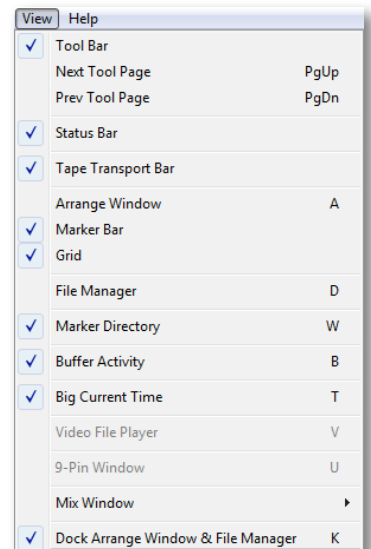 View Help
Tool Bar
Next Tool Page PgUp
Prev Tool Page PgDn
Status Bar
Tape Transport Bar
Arrange Window A
Marker Bar
Grid
File Manager D
Marker Directory W
Buffer Activity B
Big Current Time T
Video File Player V
9-Pin Window U
Mix Window
Dock Arrange Window & File Manager K